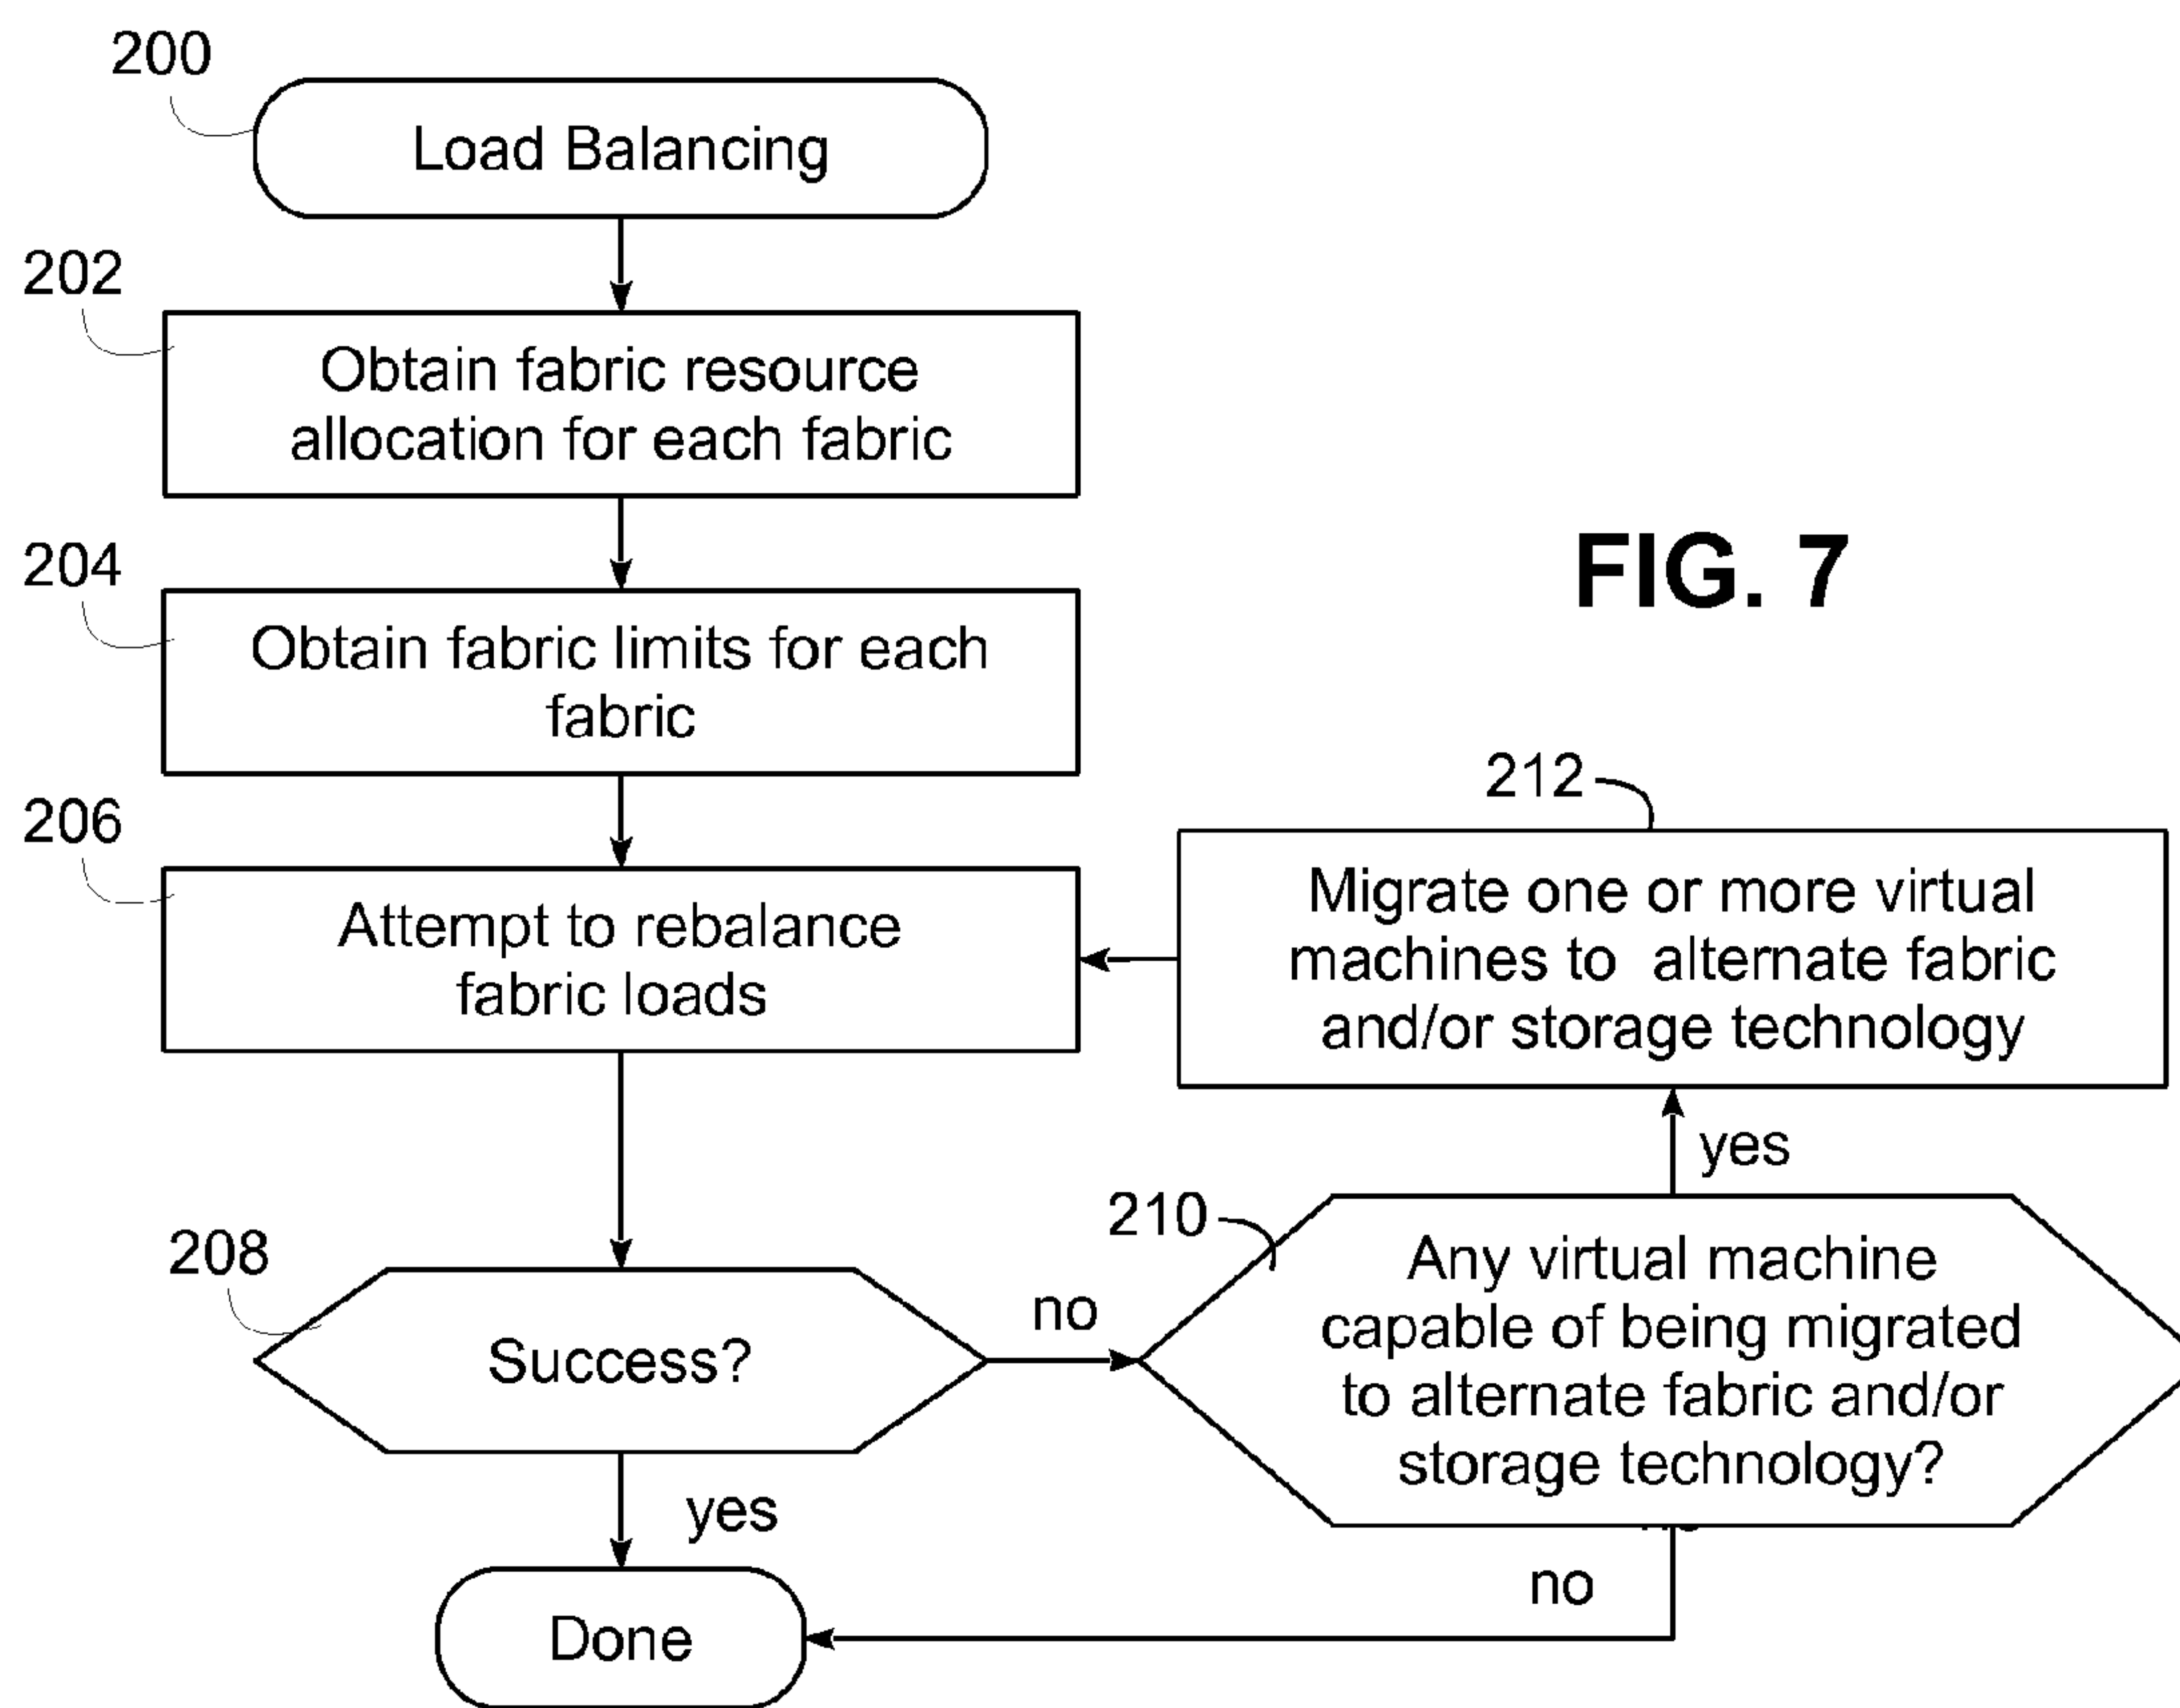 200
Load Balancing
202
Obtain fabric resource
allocation for each fabric
204
Obtain fabric limits for each
fabric
FIG. 7
206
Attempt to rebalance
fabric loads
212
Migrate one or more virtual
machines to alternate fabric
and/or storage technology
yes
208
Success?
no
210
Any virtual machine
capable of being migrated
to alternate fabric and/or
storage technology?
yes
no
Done